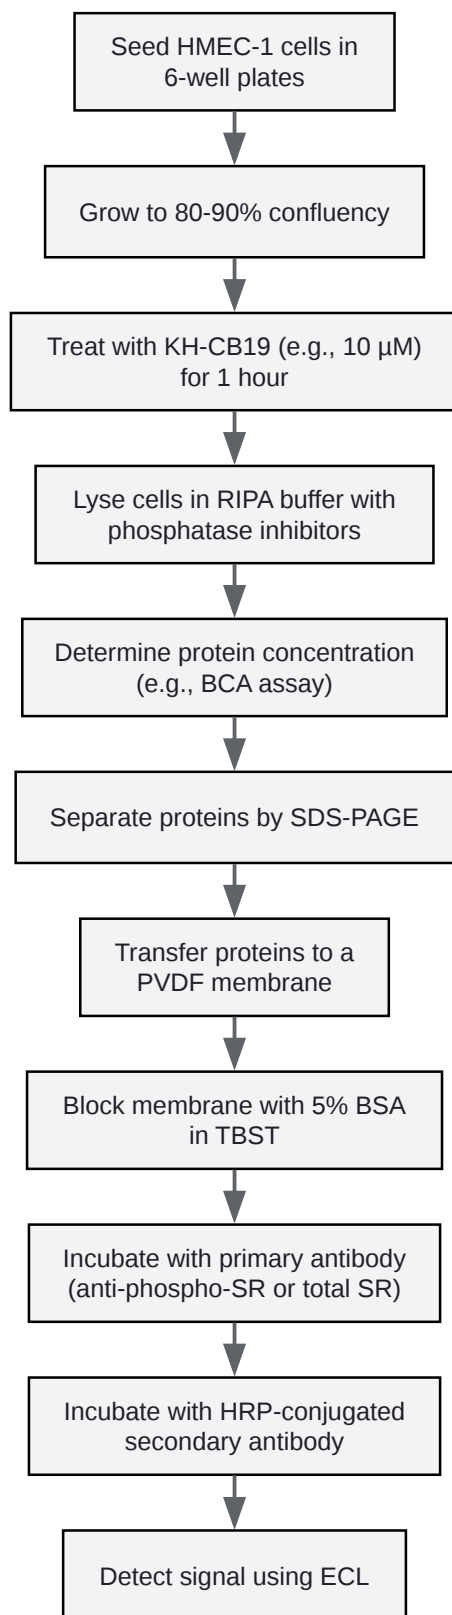 Seed HMEC-1 cells in
6-well plates
Grow to 80-90% confluency
Treat with KH-CB19 (e.g., 10 µM)
for 1 hour
Lyse cells in RIPA buffer with
phosphatase inhibitors
Determine protein concentration
(e.g., BCA assay)
Separate proteins by SDS-PAGE
Transfer proteins to a
PVDF membrane
Block membrane with 5% BSA
in TBST
Incubate with primary antibody
(anti-phospho-SR or total SR)
Incubate with HRP-conjugated
secondary antibody
Detect signal using ECL